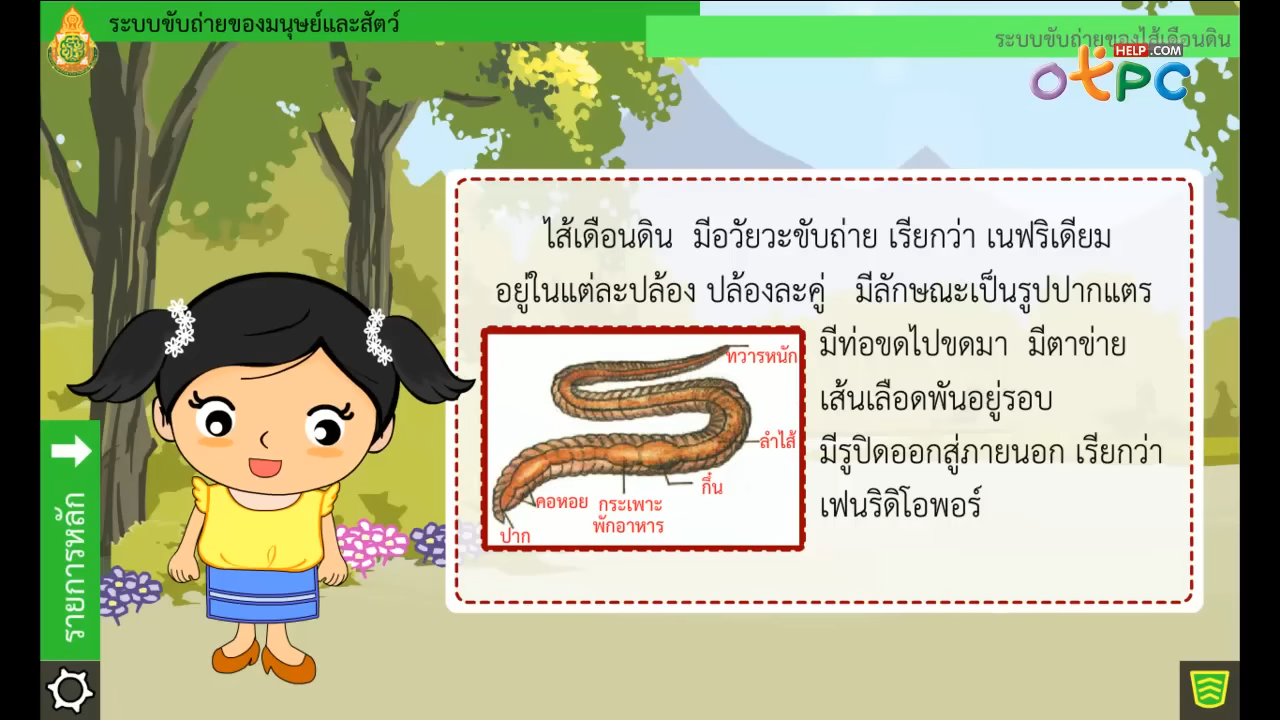 ระบบขับถ่ายของมนุษย์และสัตว์
ระบบขับถ่ายของไส้เดือนดิน
HELP.COM
OTPC
ไส้เดือนดิน มีอวัยวะขับถ่าย เรียกว่า เนฟริเดียม
อยู่ในแต่ละปล้อง ปล้องละคู่ มีลักษณะเป็นรูปปากแตร
มีท่อขดไปขดมา มีตาข่าย
เส้นเลือดพันอยู่รอบ
มีรูปิดออกสู่ภายนอก เรียกว่า
เฟนริดิโอพอร์
ทวารหนัก
ลำไส้
กึ๋น
คอหอย
กระเพาะ
พักอาหาร
ปาก
รายการหลัก